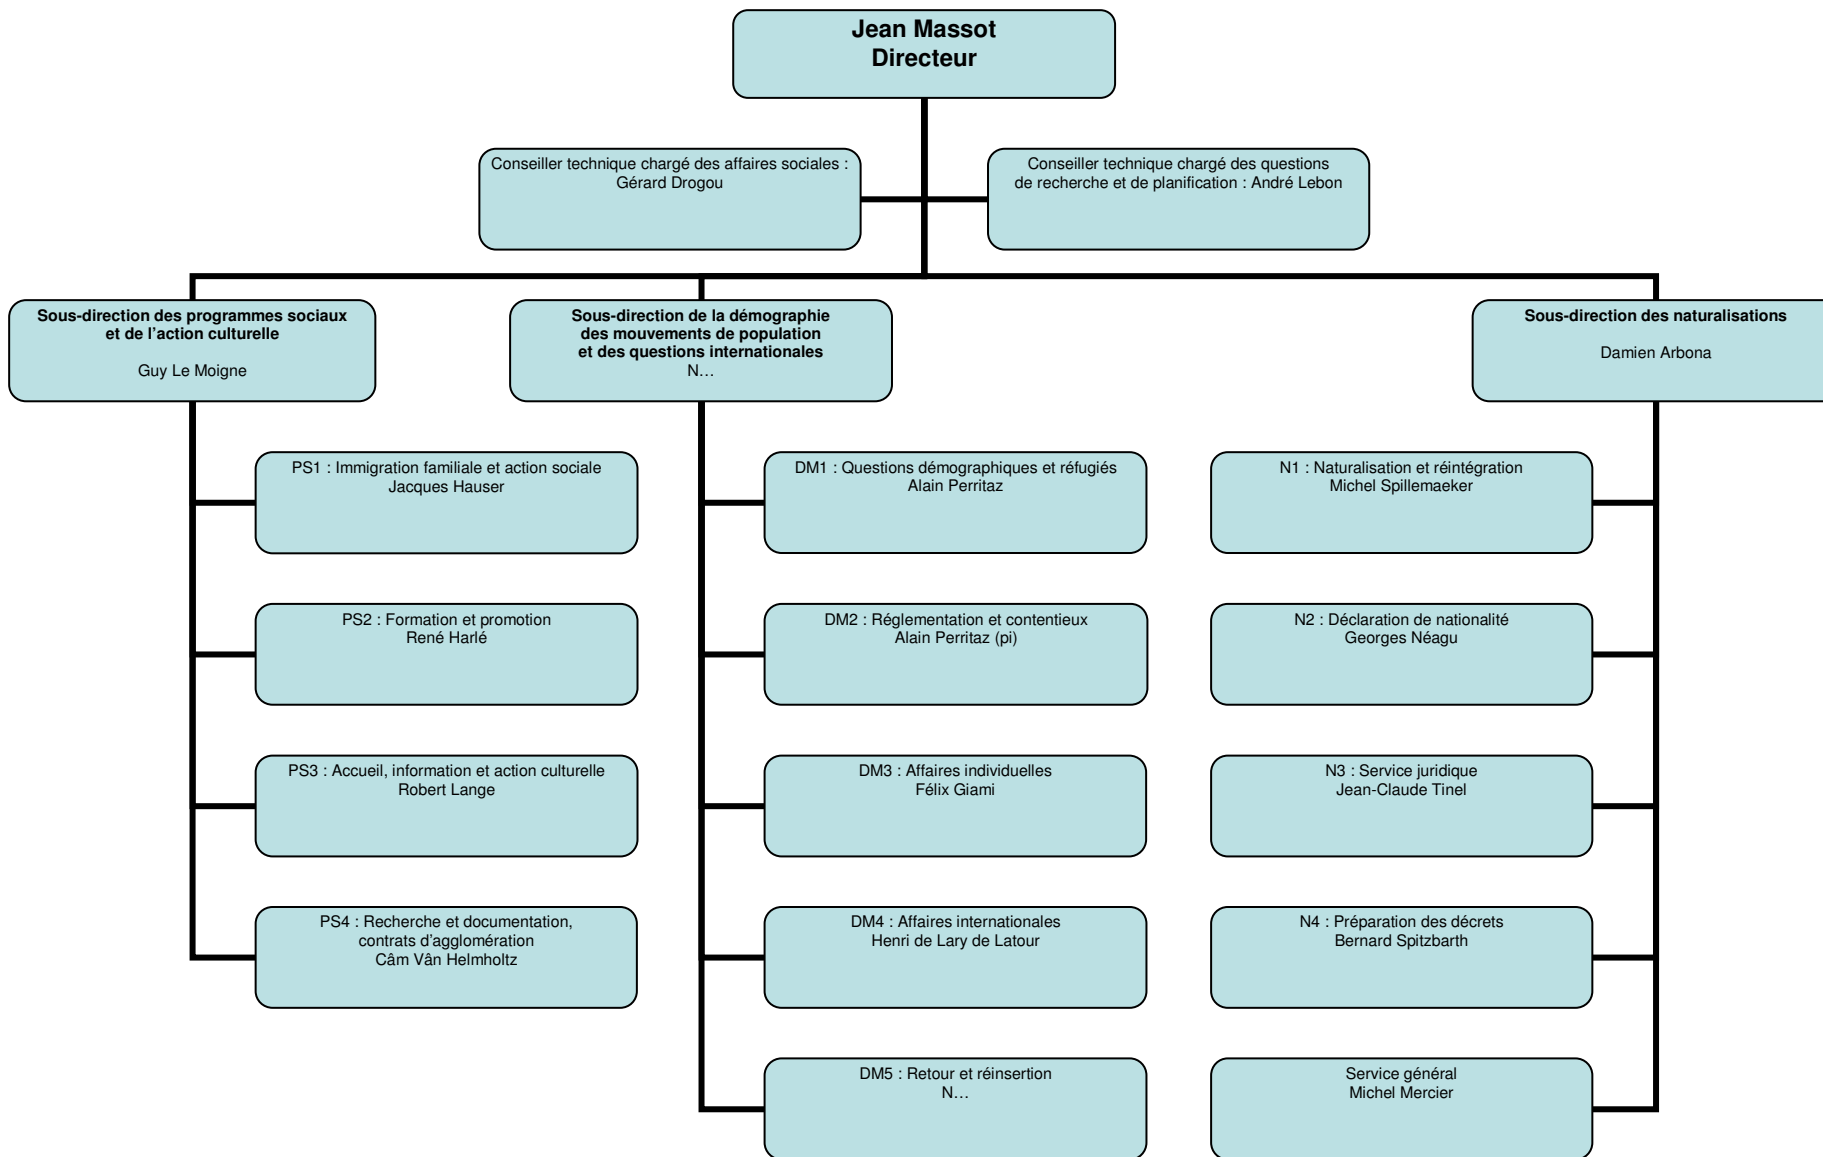 Jean Massot
Directeur
Conseiller technique chargé des affaires sociales :
Gérard Drogou
Conseiller technique chargé des questions
de recherche et de planification : André Lebon
Sous-direction des programmes sociaux
et de l'action culturelle
Guy Le Moigne
Sous-direction de la démographie
des mouvements de population
et des questions internationales
N…
Sous-direction des naturalisations
Damien Arbona
PS1 : Immigration familiale et action sociale
Jacques Hauser
DM1 : Questions démographiques et réfugiés
Alain Perritaz
N1 : Naturalisation et réintégration
Michel Spillemaeker
PS2 : Formation et promotion
René Harlé
DM2 : Réglementation et contentieux
Alain Perritaz (pi)
N2 : Déclaration de nationalité
Georges Néagu
PS3 : Accueil, information et action culturelle
Robert Lange
DM3 : Affaires individuelles
Félix Giami
N3 : Service juridique
Jean-Claude Tinel
PS4 : Recherche et documentation,
contrats d'agglomération
Câm Vân Helmholtz
DM4 : Affaires internationales
Henri de Lary de Latour
N4 : Préparation des décrets
Bernard Spitzbarth
DM5 : Retour et réinsertion
N…
Service général
Michel Mercier